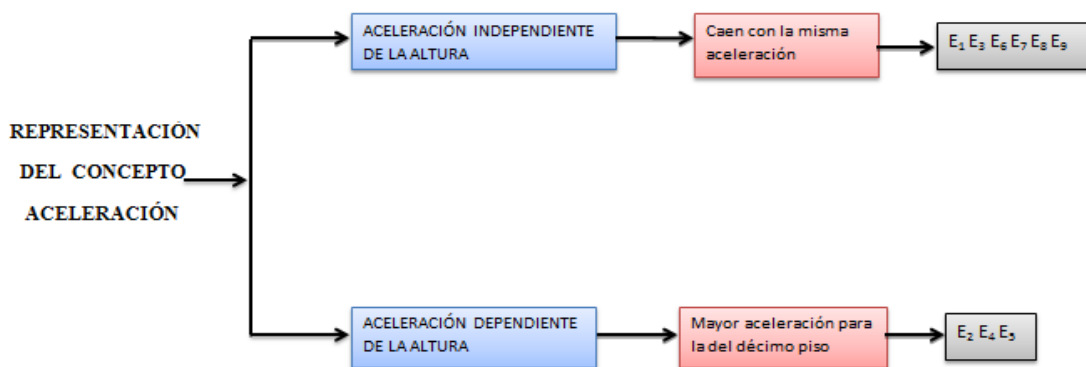 REPRESENTACIÓN
DEL CONCEPTO
ACELERACIÓN
ACELERACIÓN INDEPENDIENTE
DE LA ALTURA
Caen con la misma
aceleración
E₁ E₃ E₆ E₇ E₈ E₉
ACELERACIÓN DEPENDIENTE
DE LA ALTURA
Mayor aceleración para
la del décimo piso
E₂ E₄ E₅